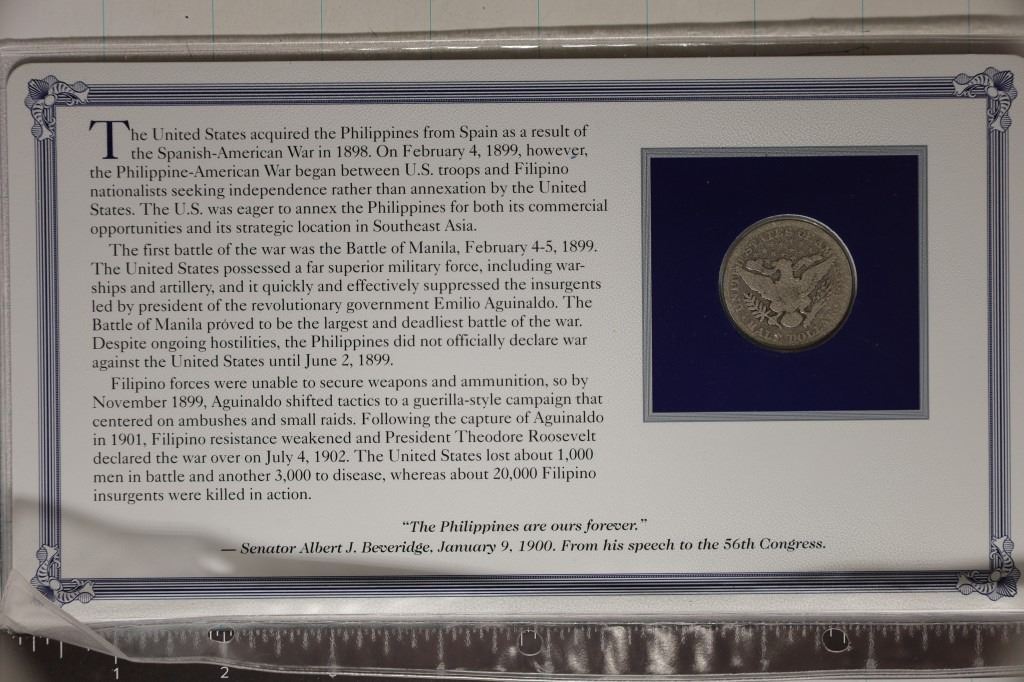 The United States acquired the Philippines from Spain as a result of
the Spanish-American War in 1898. On February 4, 1899, however,
the Philippine-American War began between U.S. troops and Filipino
nationalists seeking independence rather than annexation by the United
States. The U.S. was eager to annex the Philippines for both its commercial
opportunities and its strategic location in Southeast Asia.
The first battle of the war was the Battle of Manila, February 4-5, 1899.
The United States possessed a far superior military force, including war-
ships and artillery, and it quickly and effectively suppressed the insurgents
led by president of the revolutionary government Emilio Aguinaldo. The
Battle of Manila proved to be the largest and deadliest battle of the war.
Despite ongoing hostilities, the Philippines did not officially declare war
against the United States until June 2, 1899.
Filipino forces were unable to secure weapons and ammunition, so by
November 1899, Aguinaldo shifted tactics to a guerilla-style campaign that
centered on ambushes and small raids. Following the capture of Aguinaldo
in 1901, Filipino resistance weakened and President Theodore Roosevelt
declared the war over on July 4, 1902. The United States lost about 1,000
men in battle and another 3,000 to disease, whereas about 20,000 Filipino
insurgents were killed in action.
"The Philippines are ours forever."
— Senator Albert J. Beveridge, January 9, 1900. From his speech to the 56th Congress.
UNITED STATES OF
HALF DOLLAR
1 2